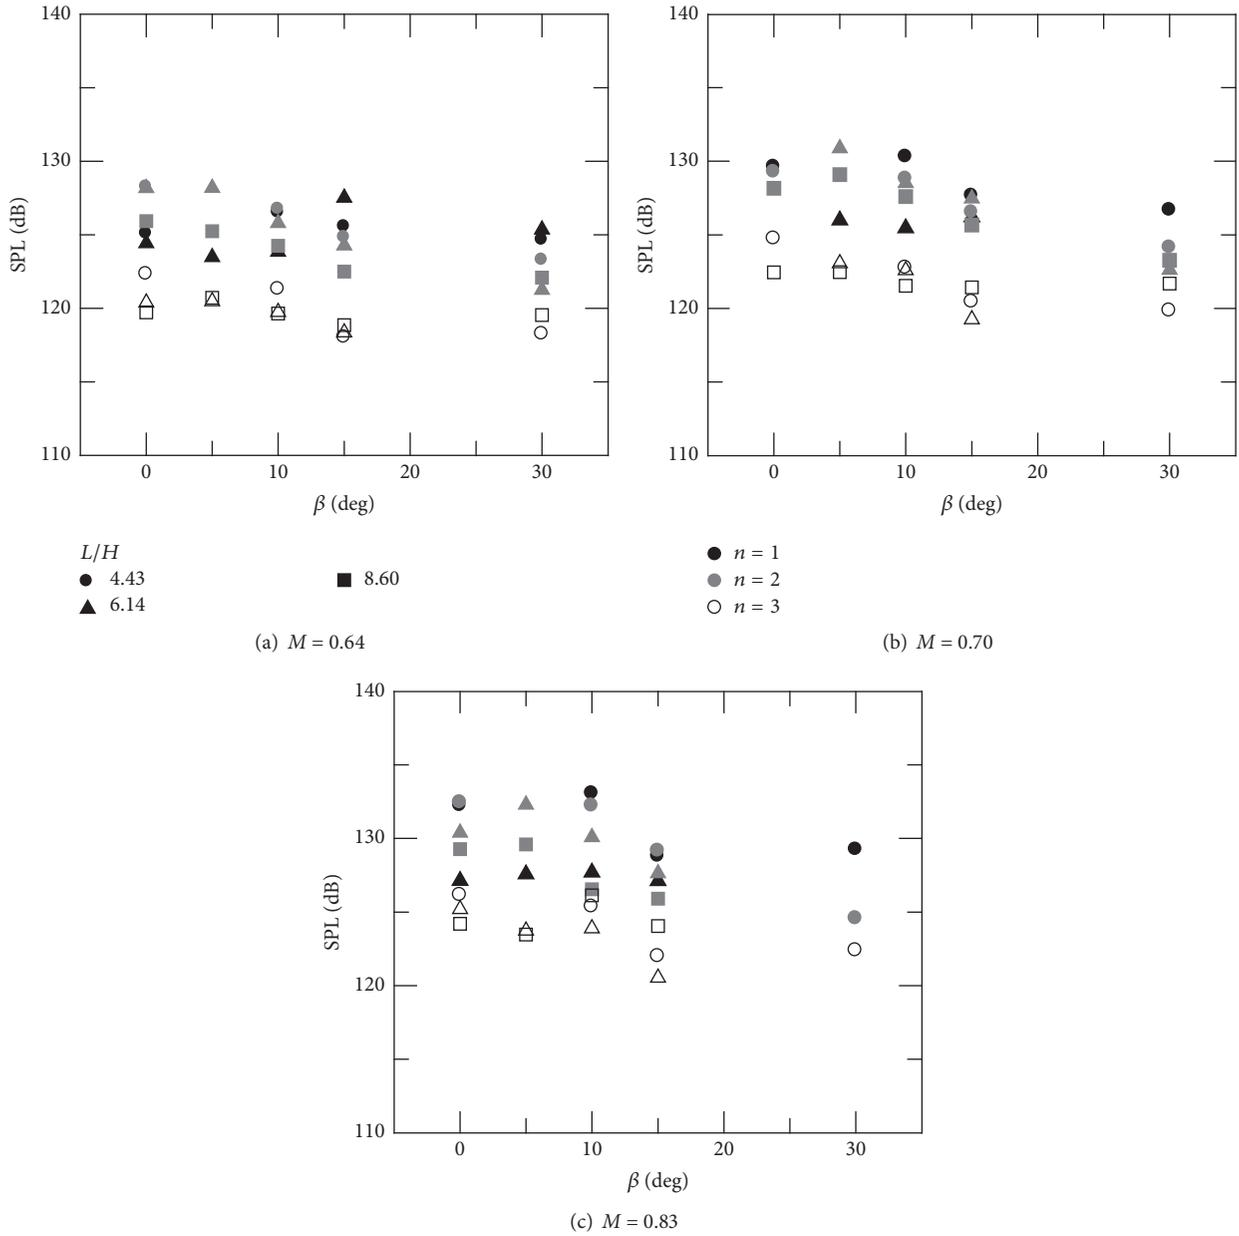 140
130
120
110
SPL (dB)
0 10 20 30
β (deg)
L/H
4.43
6.14
8.60
(a) M = 0.64
140
130
120
110
SPL (dB)
0 10 20 30
β (deg)
n = 1
n = 2
n = 3
(b) M = 0.70
140
130
120
110
SPL (dB)
0 10 20 30
β (deg)
(c) M = 0.83